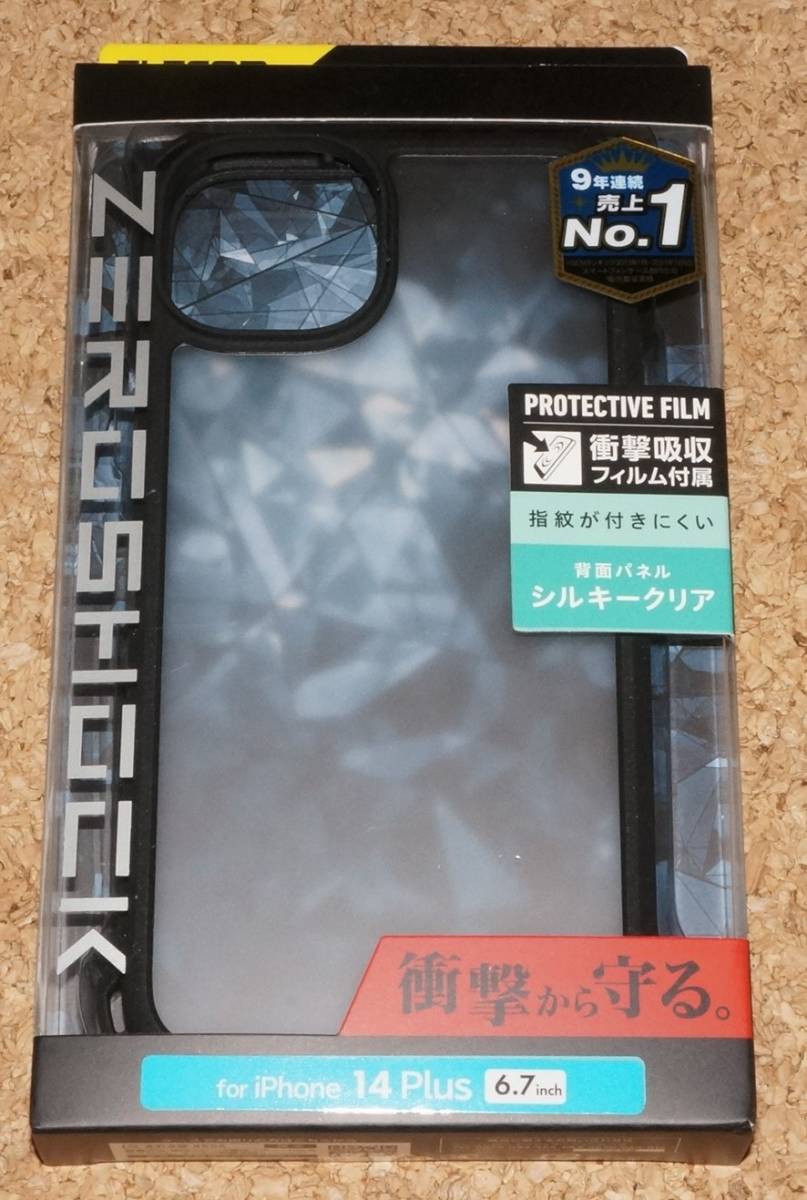 ELECOM
ZEROSHOCK
9年連続
売上
No.1
PROTECTIVE FILM
衝撃吸収
フィルム付属
指紋が付きにくい
背面パネル
シルキークリア
衝撃から守る。
for iPhone 14 Plus 6.7inch